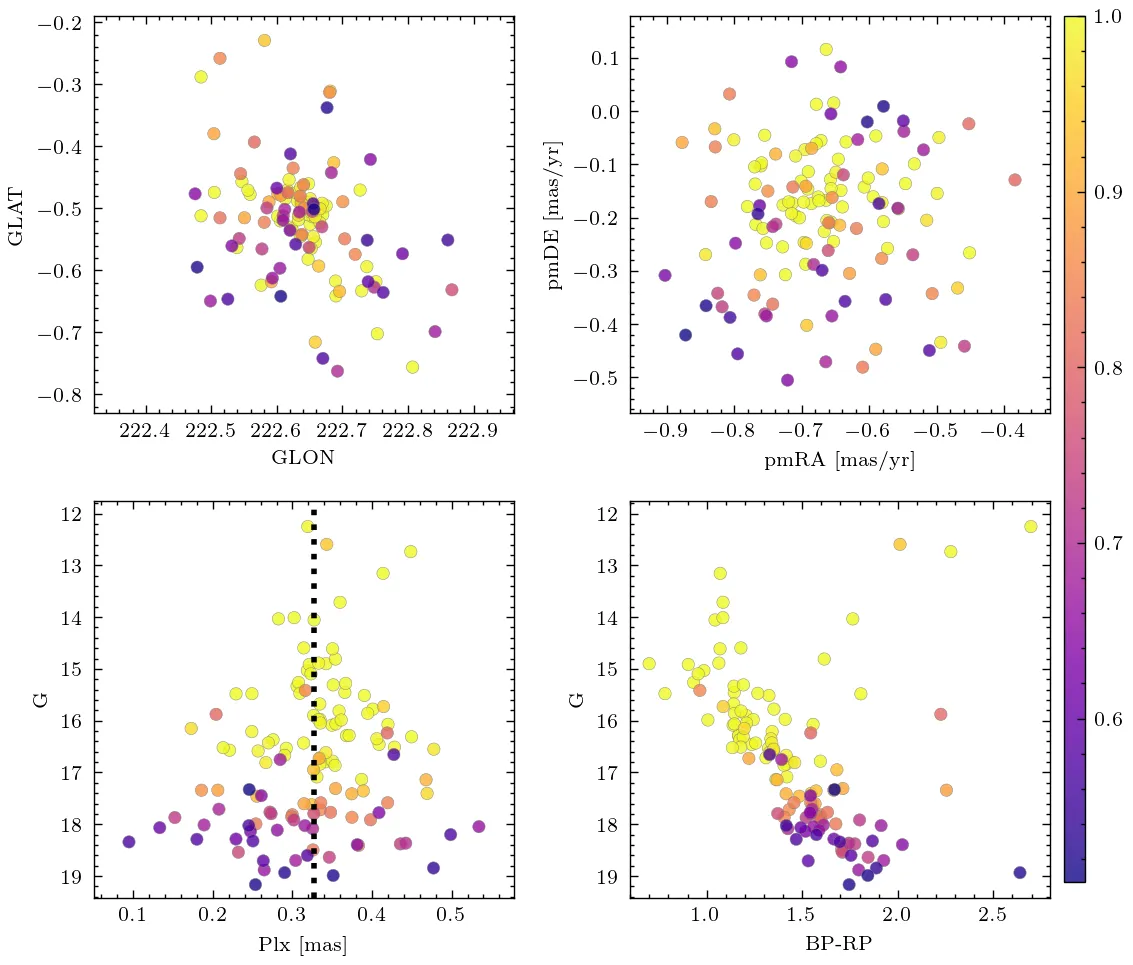 −0.2
−0.3
−0.4
−0.5
−0.6
−0.7
−0.8
GLAT
222.4 222.5 222.6 222.7 222.8 222.9
GLON
0.1
0.0
−0.1
−0.2
−0.3
−0.4
−0.5
pmDE [mas/yr]
−0.9 −0.8 −0.7 −0.6 −0.5 −0.4
pmRA [mas/yr]
1.0
0.9
0.8
0.7
0.6
12
13
14
15
16
17
18
19
G
0.1 0.2 0.3 0.4 0.5
Plx [mas]
12
13
14
15
16
17
18
19
G
1.0 1.5 2.0 2.5
BP-RP